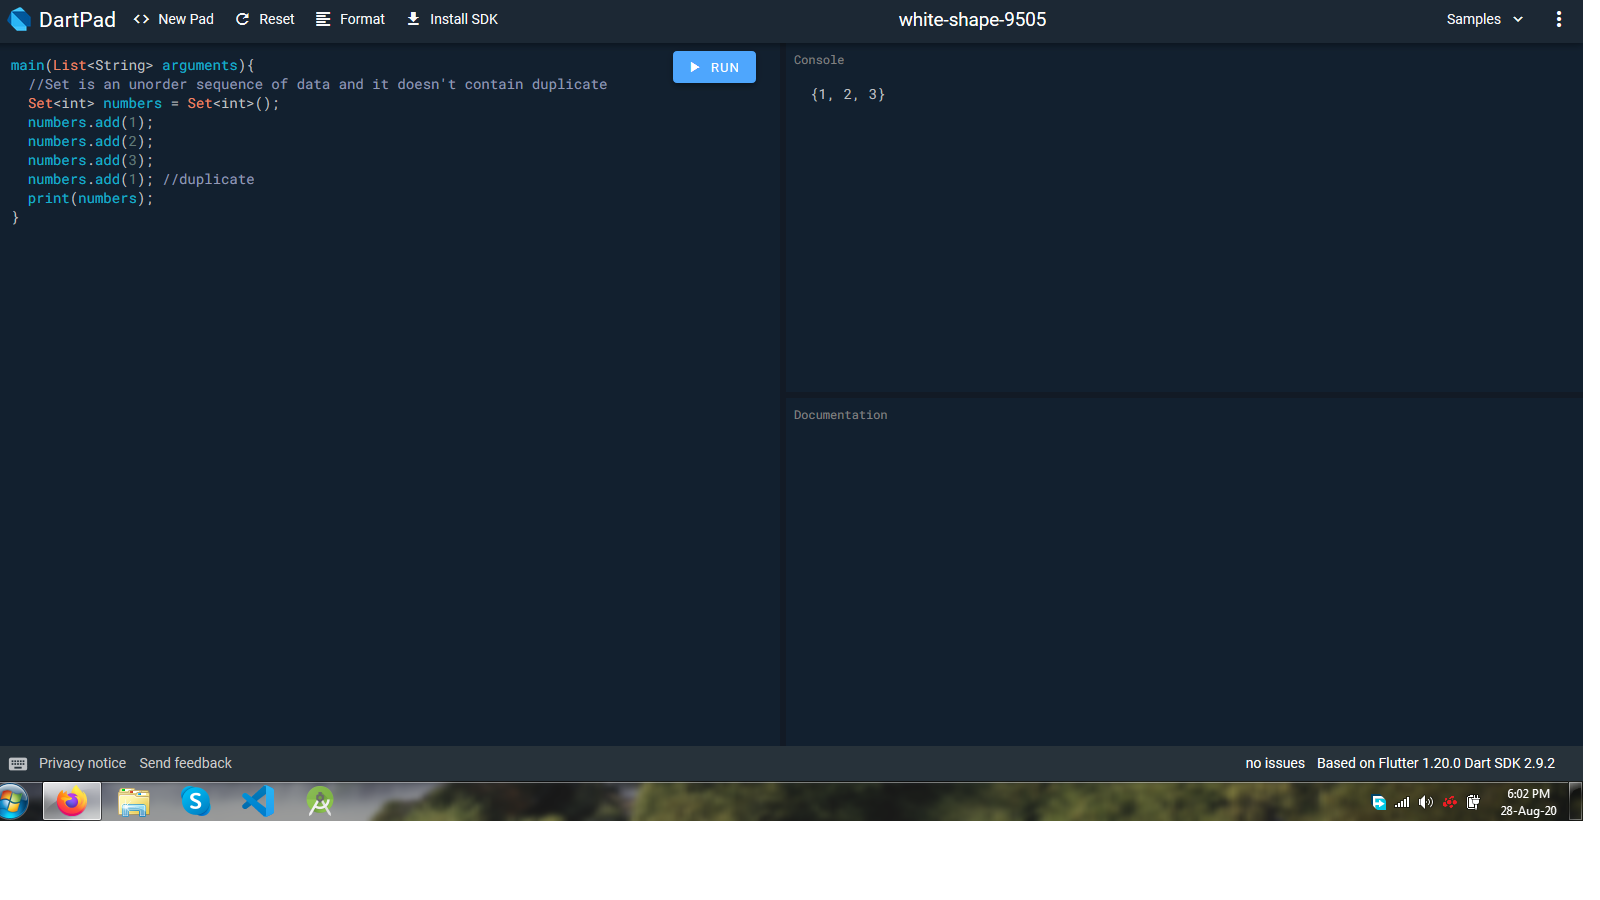 DartPad <> New Pad Reset Format Install SDK white-shape-9505 Samples
main(List<String> arguments){
//Set is an unorder sequence of data and it doesn't contain duplicate
Set<int> numbers = Set<int>();
numbers.add(1);
numbers.add(2);
numbers.add(3);
numbers.add(1); //duplicate
print(numbers);
}
RUN
Console
{1, 2, 3}
Documentation
Privacy notice Send feedback no issues Based on Flutter 1.20.0 Dart SDK 2.9.2
6:02 PM
28-Aug-20